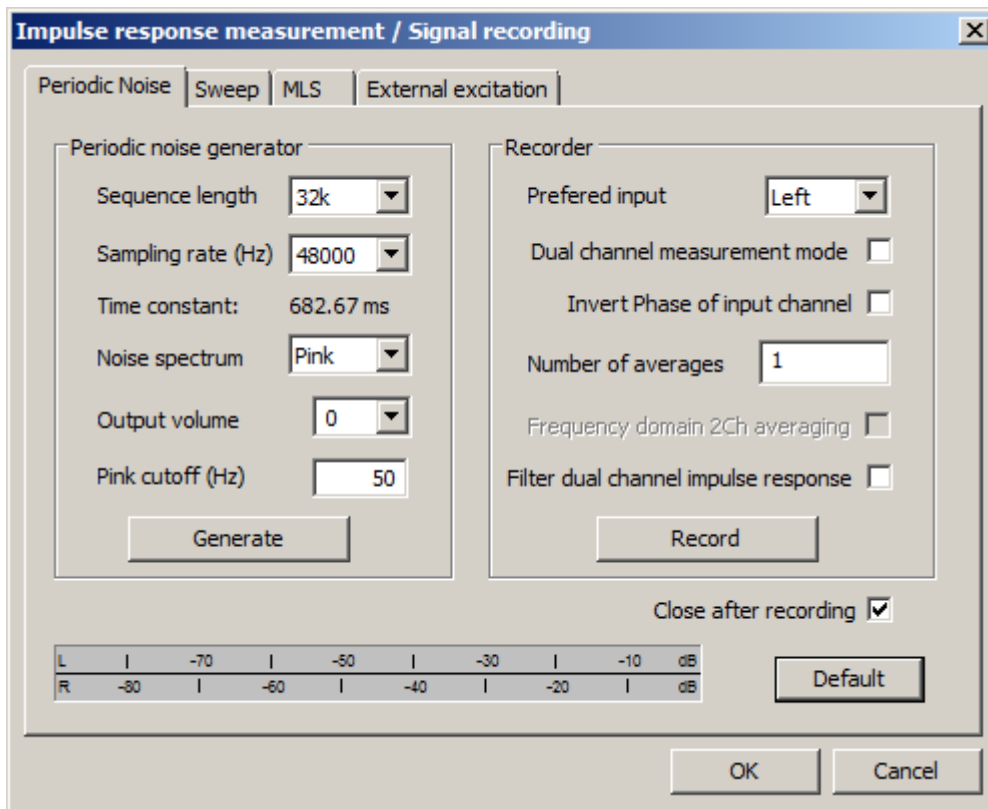 Impulse response measurement / Signal recording
Periodic Noise
Sweep
MLS
External excitation
Periodic noise generator
Sequence length 32k
Sampling rate (Hz) 48000
Time constant: 682.67 ms
Noise spectrum Pink
Output volume 0
Pink cutoff (Hz) 50
Generate
Recorder
Prefered input Left
Dual channel measurement mode
Invert Phase of input channel
Number of averages 1
Frequency domain 2Ch averaging
Filter dual channel impulse response
Record
Close after recording
L -70 -50 -30 -10 dB
R -80 -60 -40 -20 dB
Default
OK
Cancel